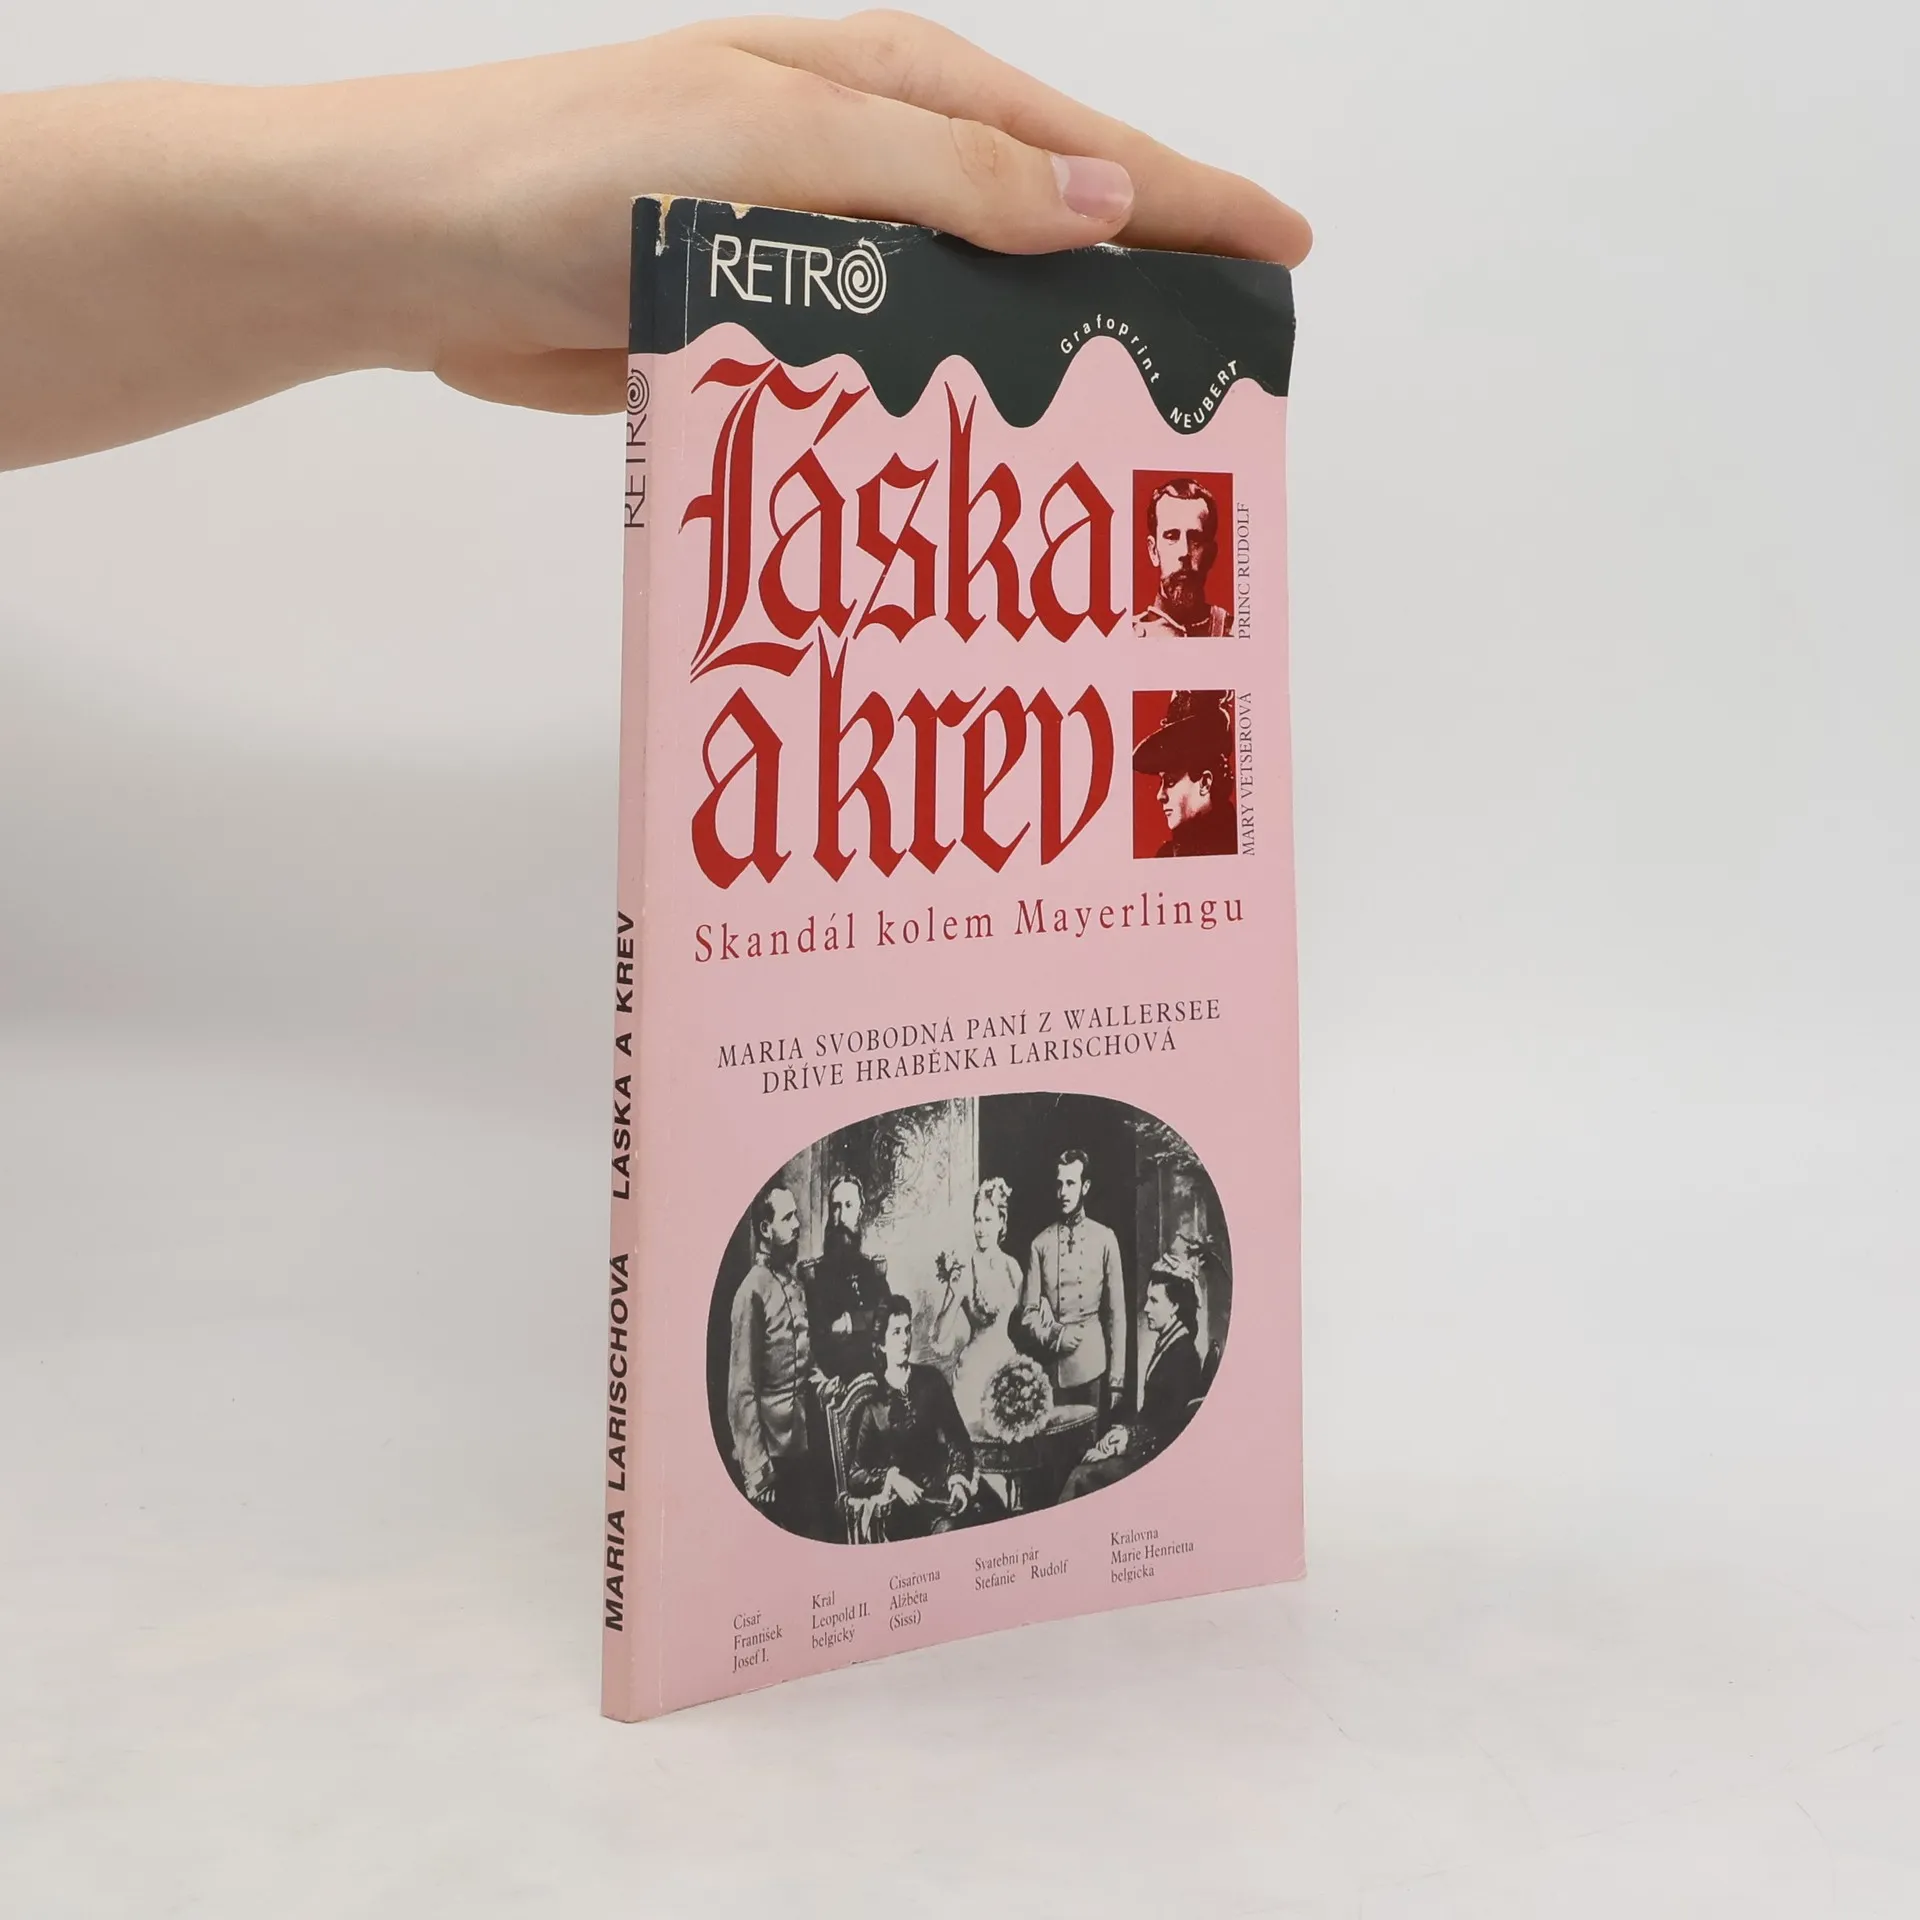 RETRO
Grafoprint
NEUBERT
Láska
a krev
PRINC RUDOLF
MARY VETSEROVÁ
Skandál kolem Mayerlingu
MARIA SVOBODNÁ PANÍ Z WALLERSEE
DŘÍVE HRABĚNKA LARISCHOVÁ
Císař
František
Josef I.
Král
Leopold II.
belgický
Císařovna
Alžběta
(Sissi)
Svatební pár
Stefanie Rudolf
Královna
Marie Henrietta
belgická
RETRO
MARIA LARISCHOVÁ LÁSKA A KREV